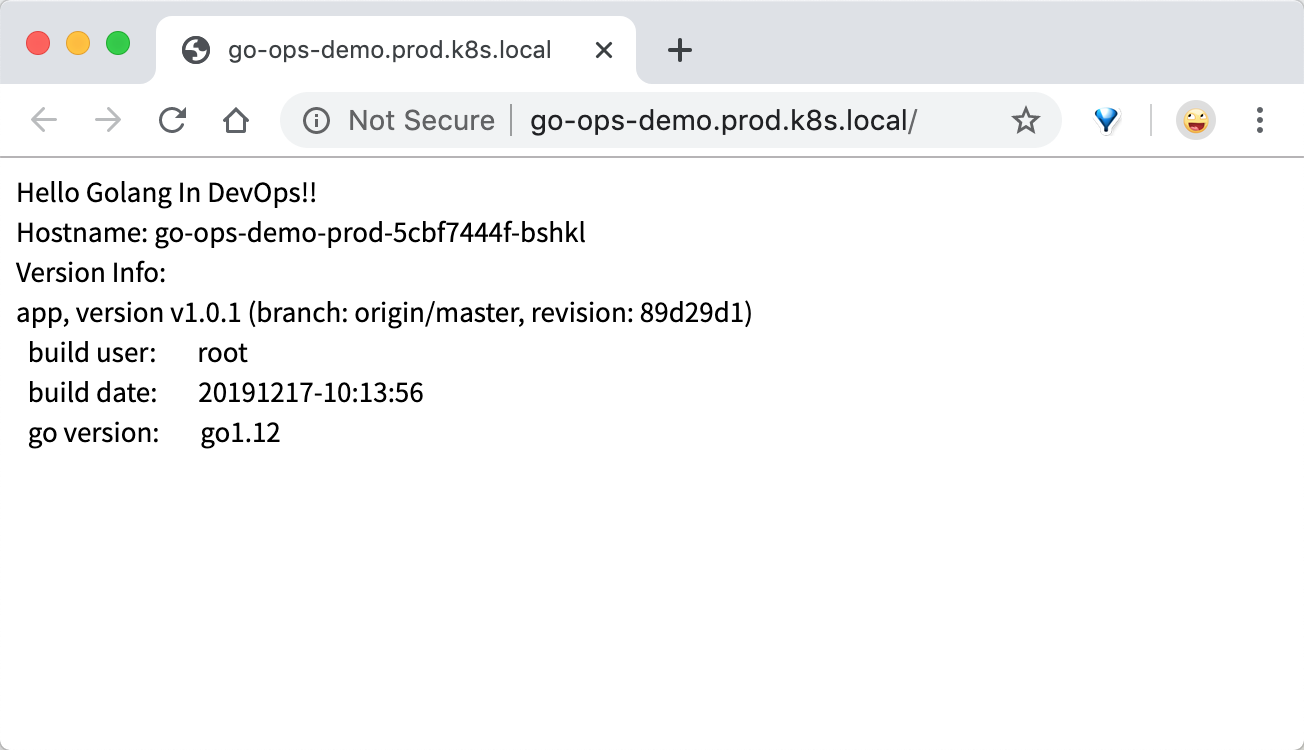 go-ops-demo.prod.k8s.local
Not Secure go-ops-demo.prod.k8s.local/
Hello Golang In DevOps!!
Hostname: go-ops-demo-prod-5cbf7444f-bshkl
Version Info:
app, version v1.0.1 (branch: origin/master, revision: 89d29d1)
build user: root
build date: 20191217-10:13:56
go version: go1.12